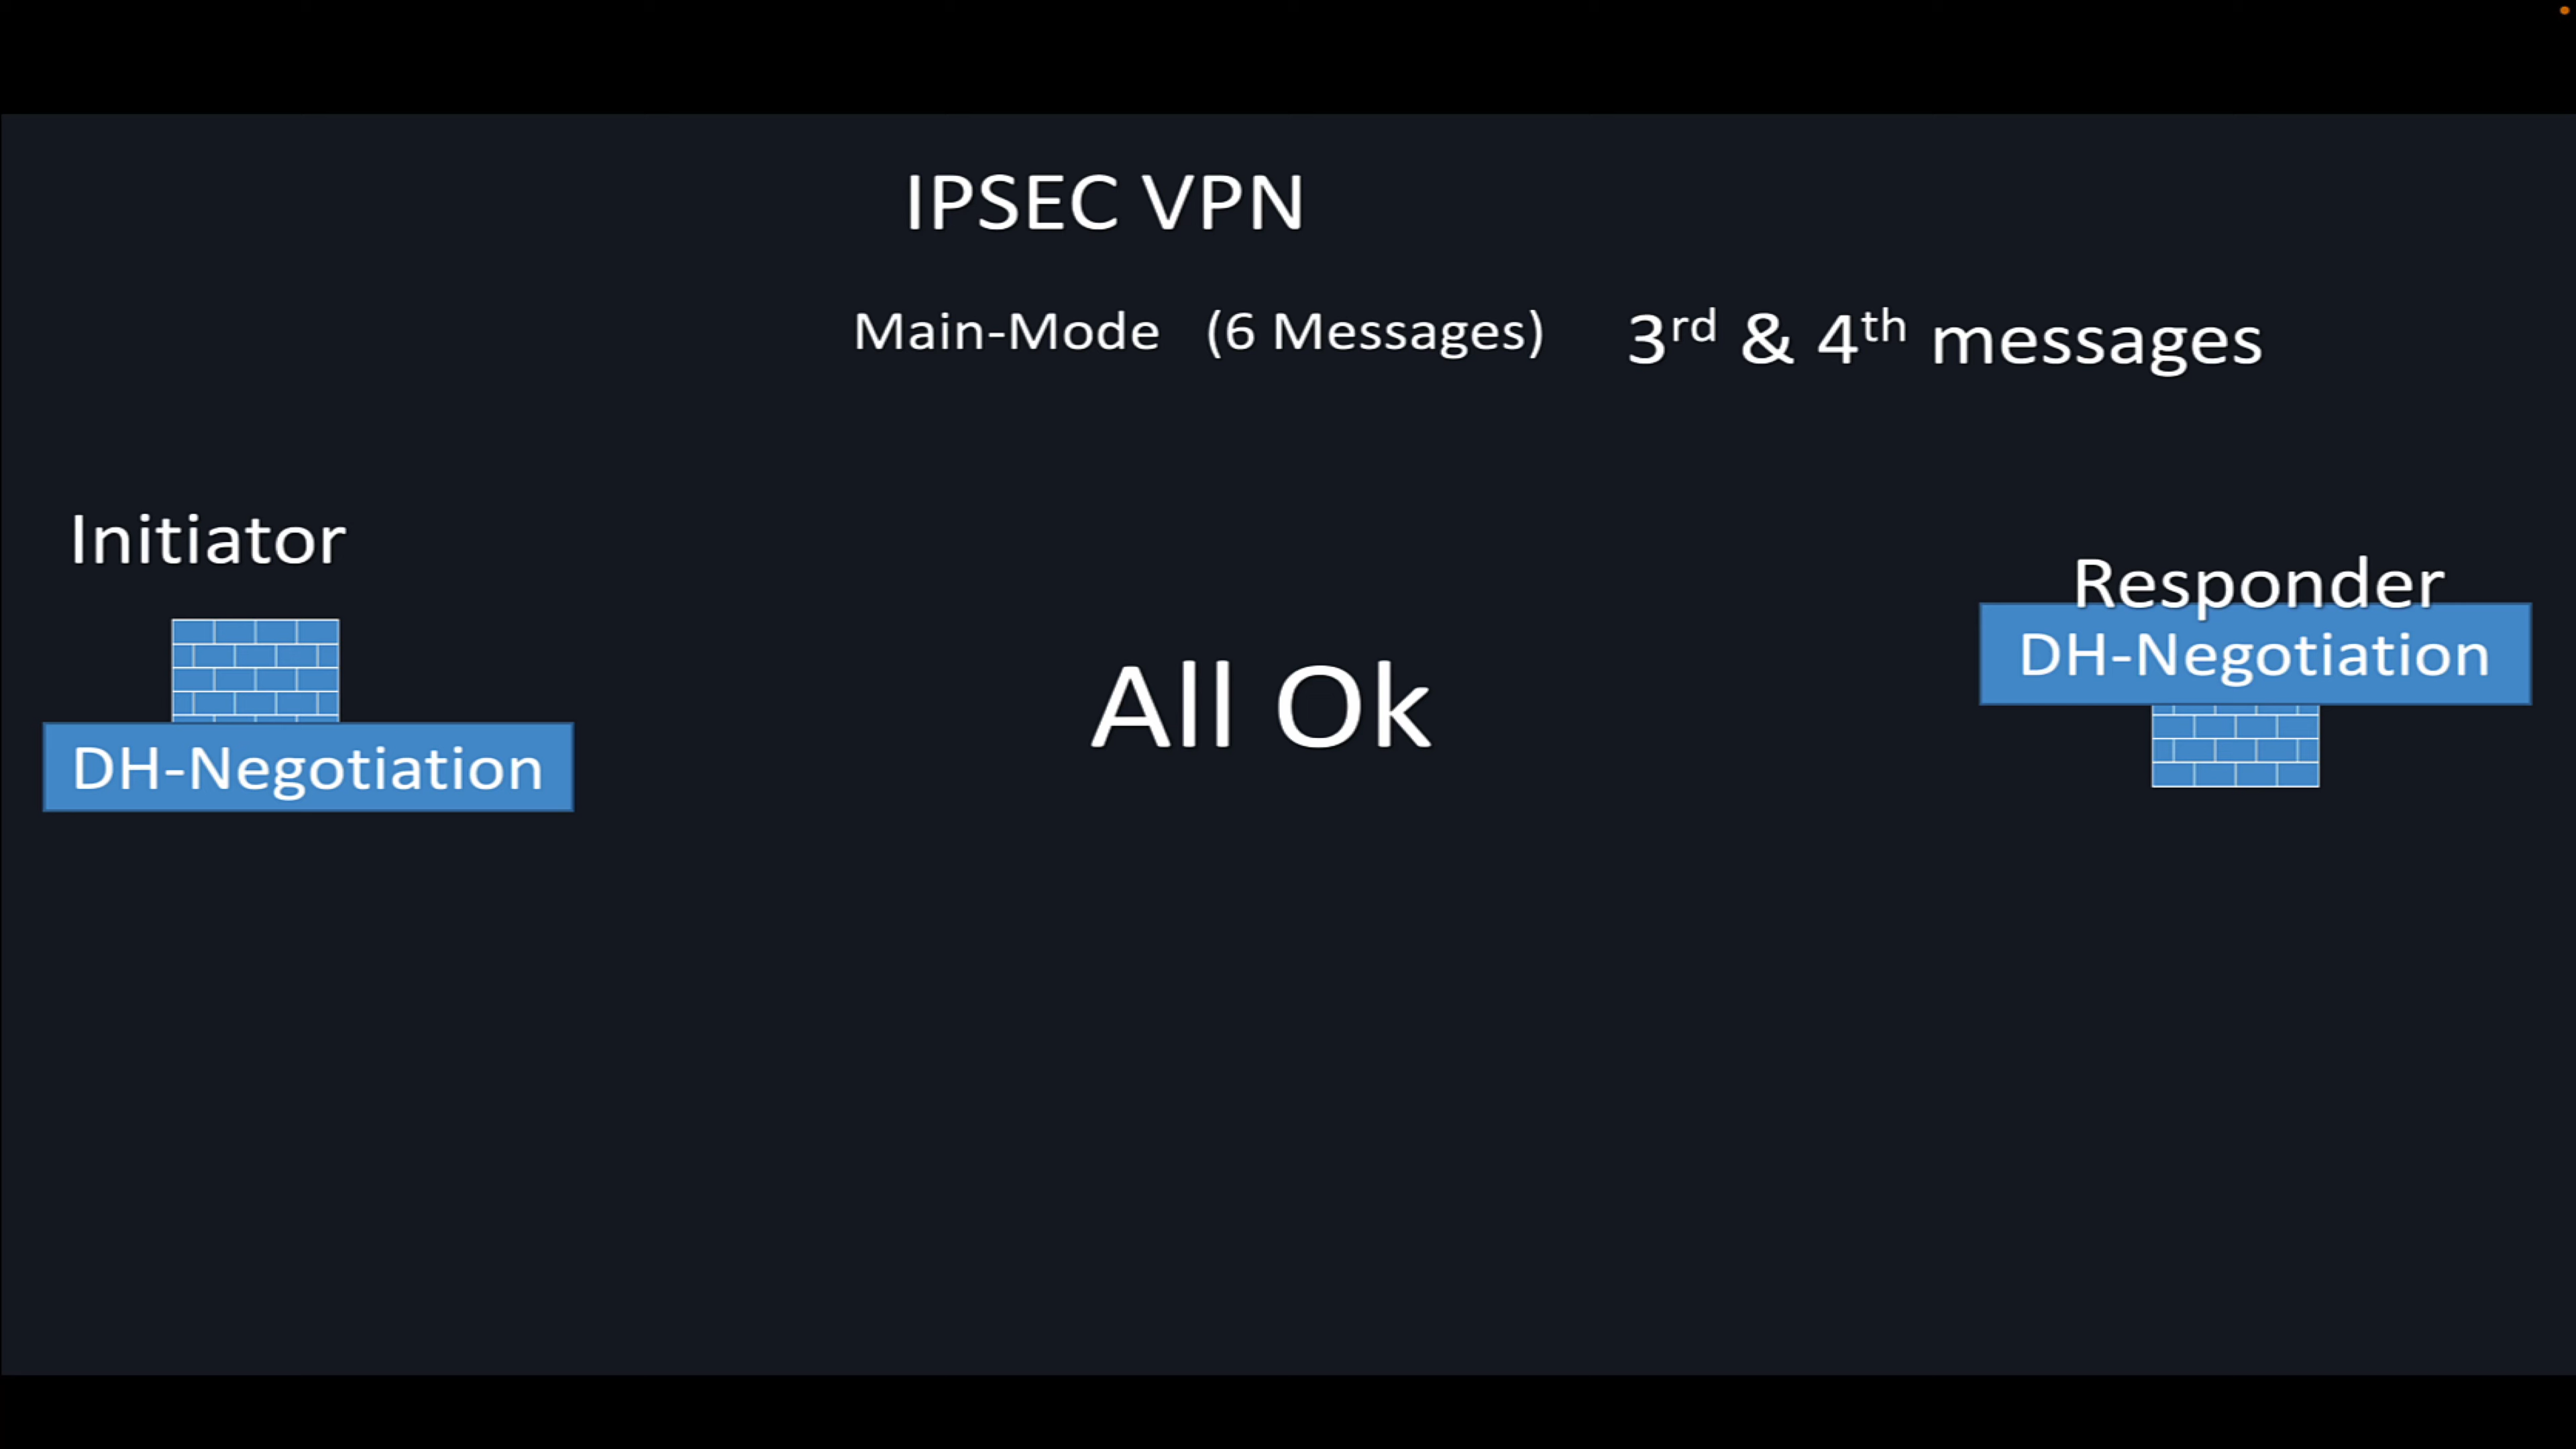 IPSEC VPN
Main-Mode (6 Messages) 3rd & 4th messages
Initiator
Responder
DH-Negotiation
All Ok
DH-Negotiation